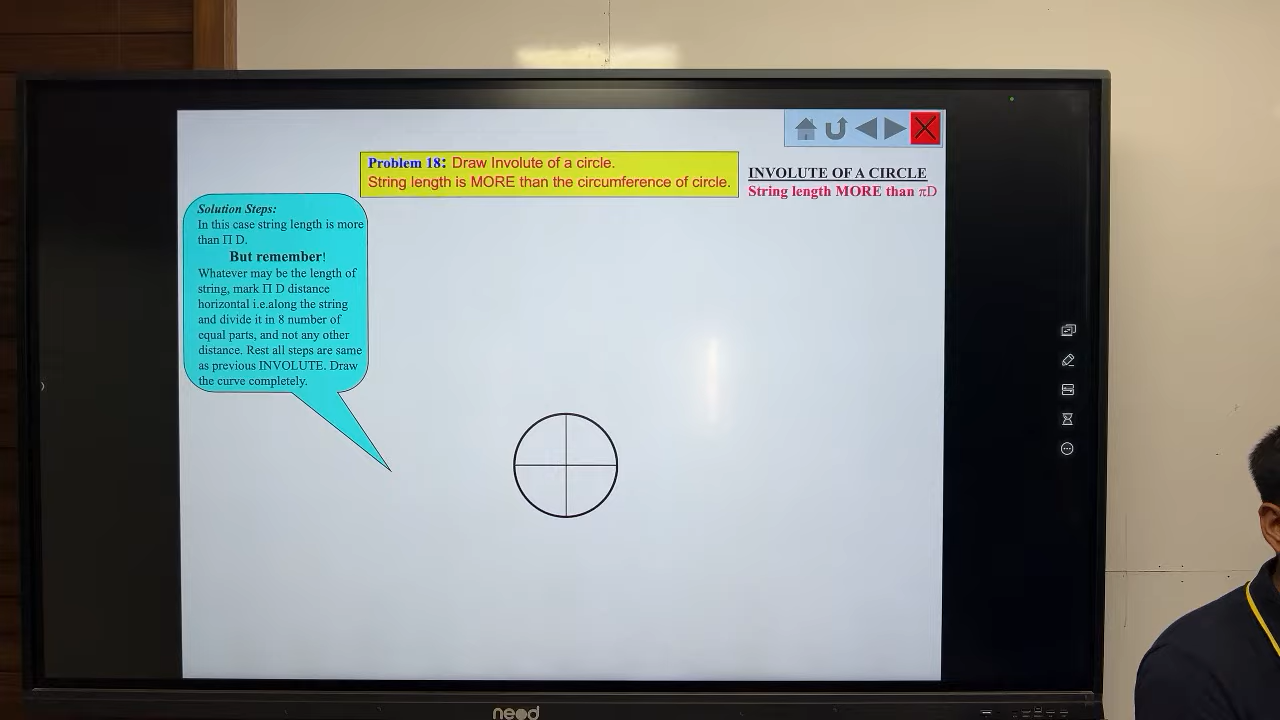 Problem 18: Draw Involute of a circle.
String length is MORE than the circumference of circle.
INVOLUTE OF A CIRCLE
String length MORE than πD
Solution Steps:
In this case string length is more
than Π D.
But remember!
Whatever may be the length of
string, mark Π D distance
horizontal i.e.along the string
and divide it in 8 number of
equal parts, and not any other
distance. Rest all steps are same
as previous INVOLUTE. Draw
the curve completely.
neod